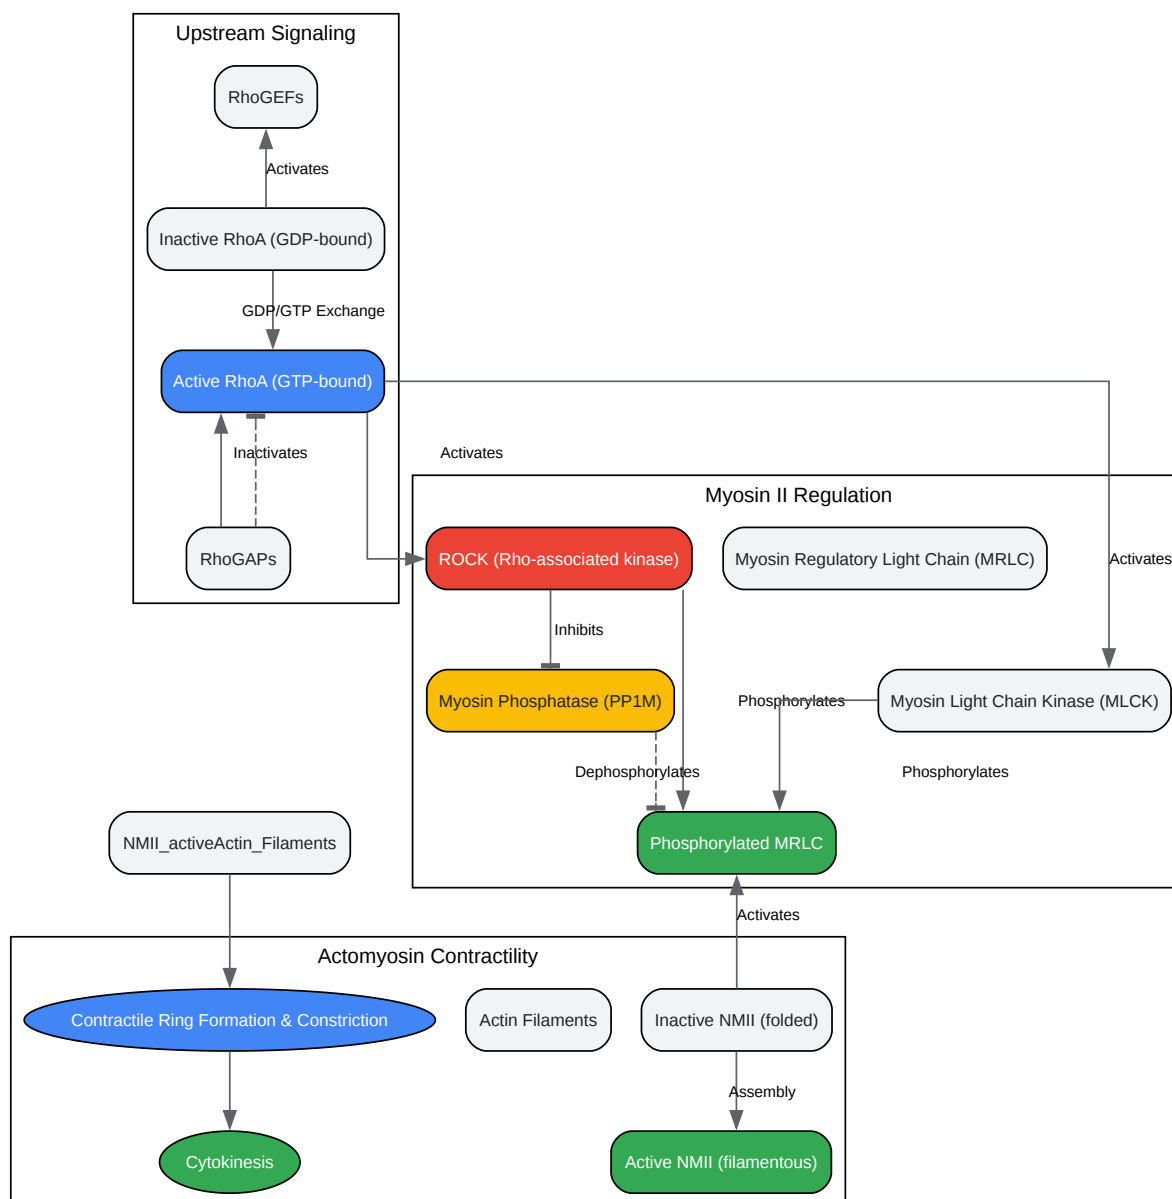 Upstream Signaling
RhoGEFs
Activates
Inactive RhoA (GDP-bound)
GDP/GTP Exchange
Active RhoA (GTP-bound)
Inactivates
Activates
RhoGAPs
Myosin II Regulation
ROCK (Rho-associated kinase)
Myosin Regulatory Light Chain (MRLC)
Activates
Inhibits
Myosin Phosphatase (PP1M)
Phosphorylates
Myosin Light Chain Kinase (MLCK)
Dephosphorylates
Phosphorylates
NMII_activeActin_Filaments
Phosphorylated MRLC
Activates
Actomyosin Contractility
Contractile Ring Formation & Constriction
Actin Filaments
Inactive NMII (folded)
Assembly
Cytokinesis
Active NMII (filamentous)